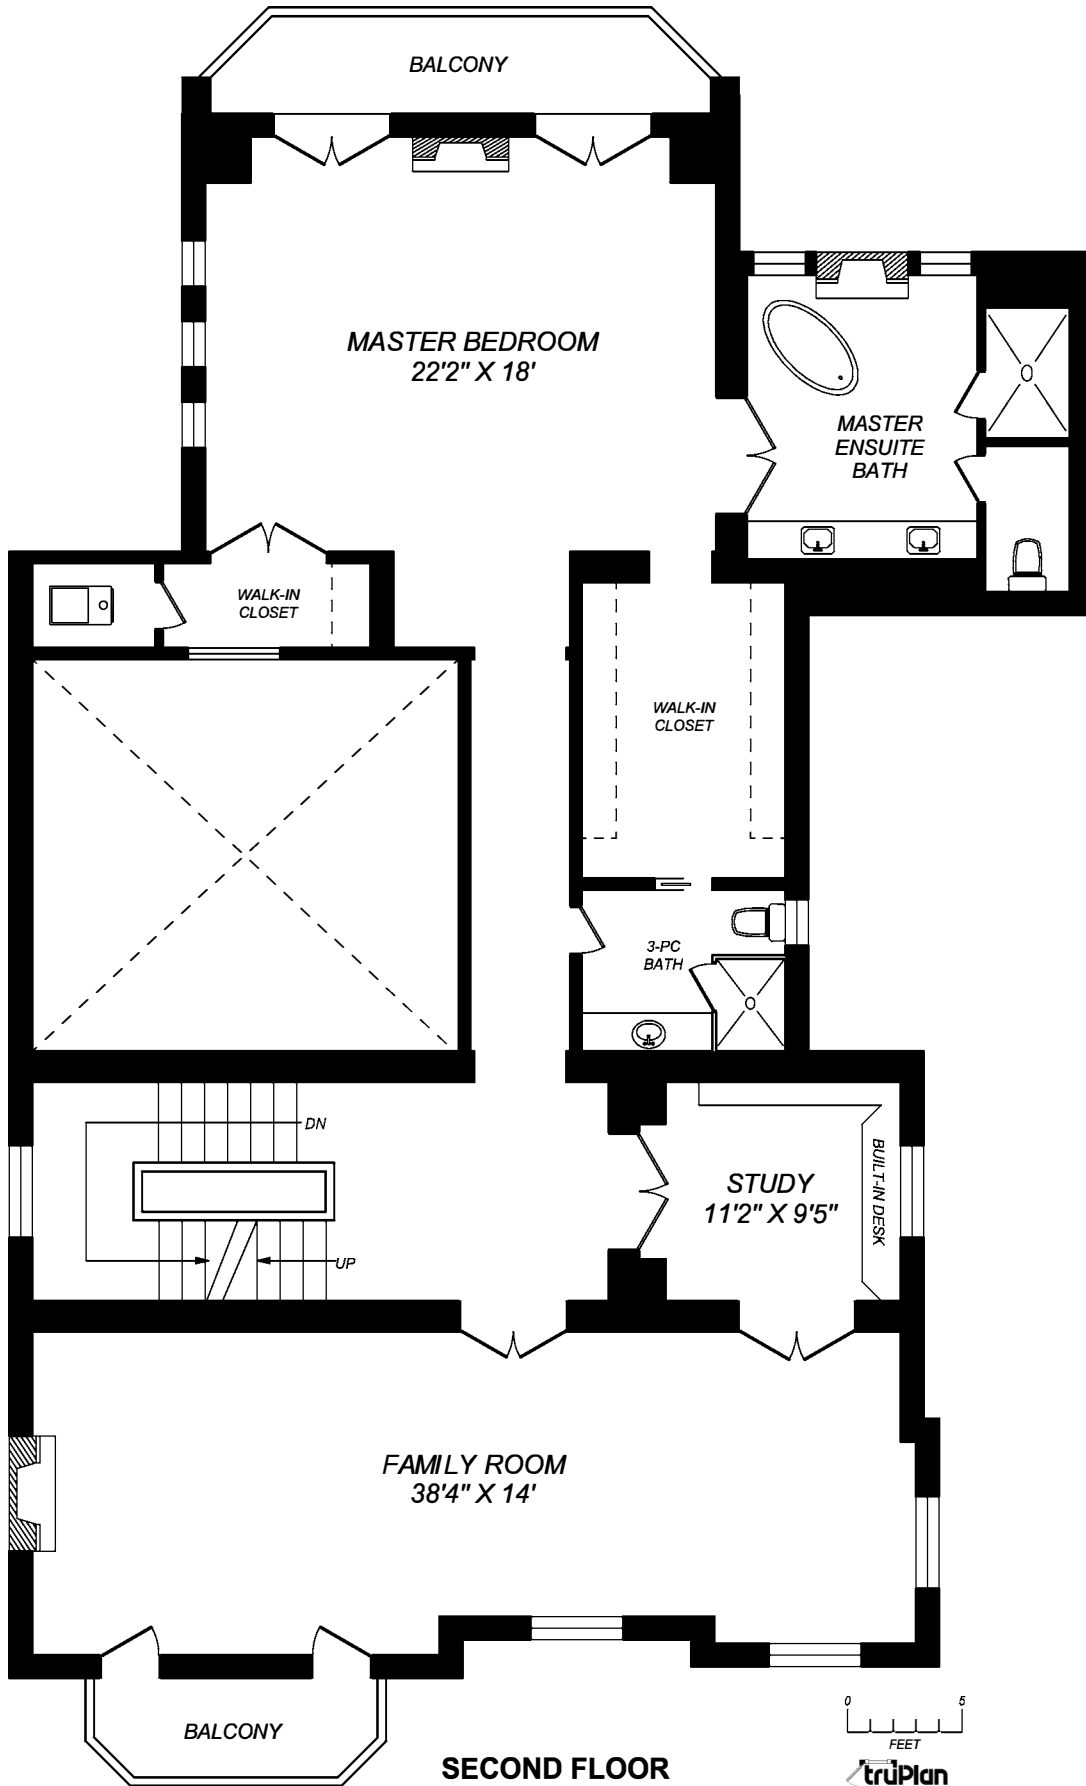 BALCONY
MASTER BEDROOM
22'2" X 18'
MASTER
ENSUITE
BATH
WALK-IN
CLOSET
WALK-IN
CLOSET
3-PC
BATH
DN
UP
STUDY
11'2" X 9'5"
BUILT-IN DESK
FAMILY ROOM
38'4" X 14'
BALCONY
SECOND FLOOR
0 5
FEET
truPlan